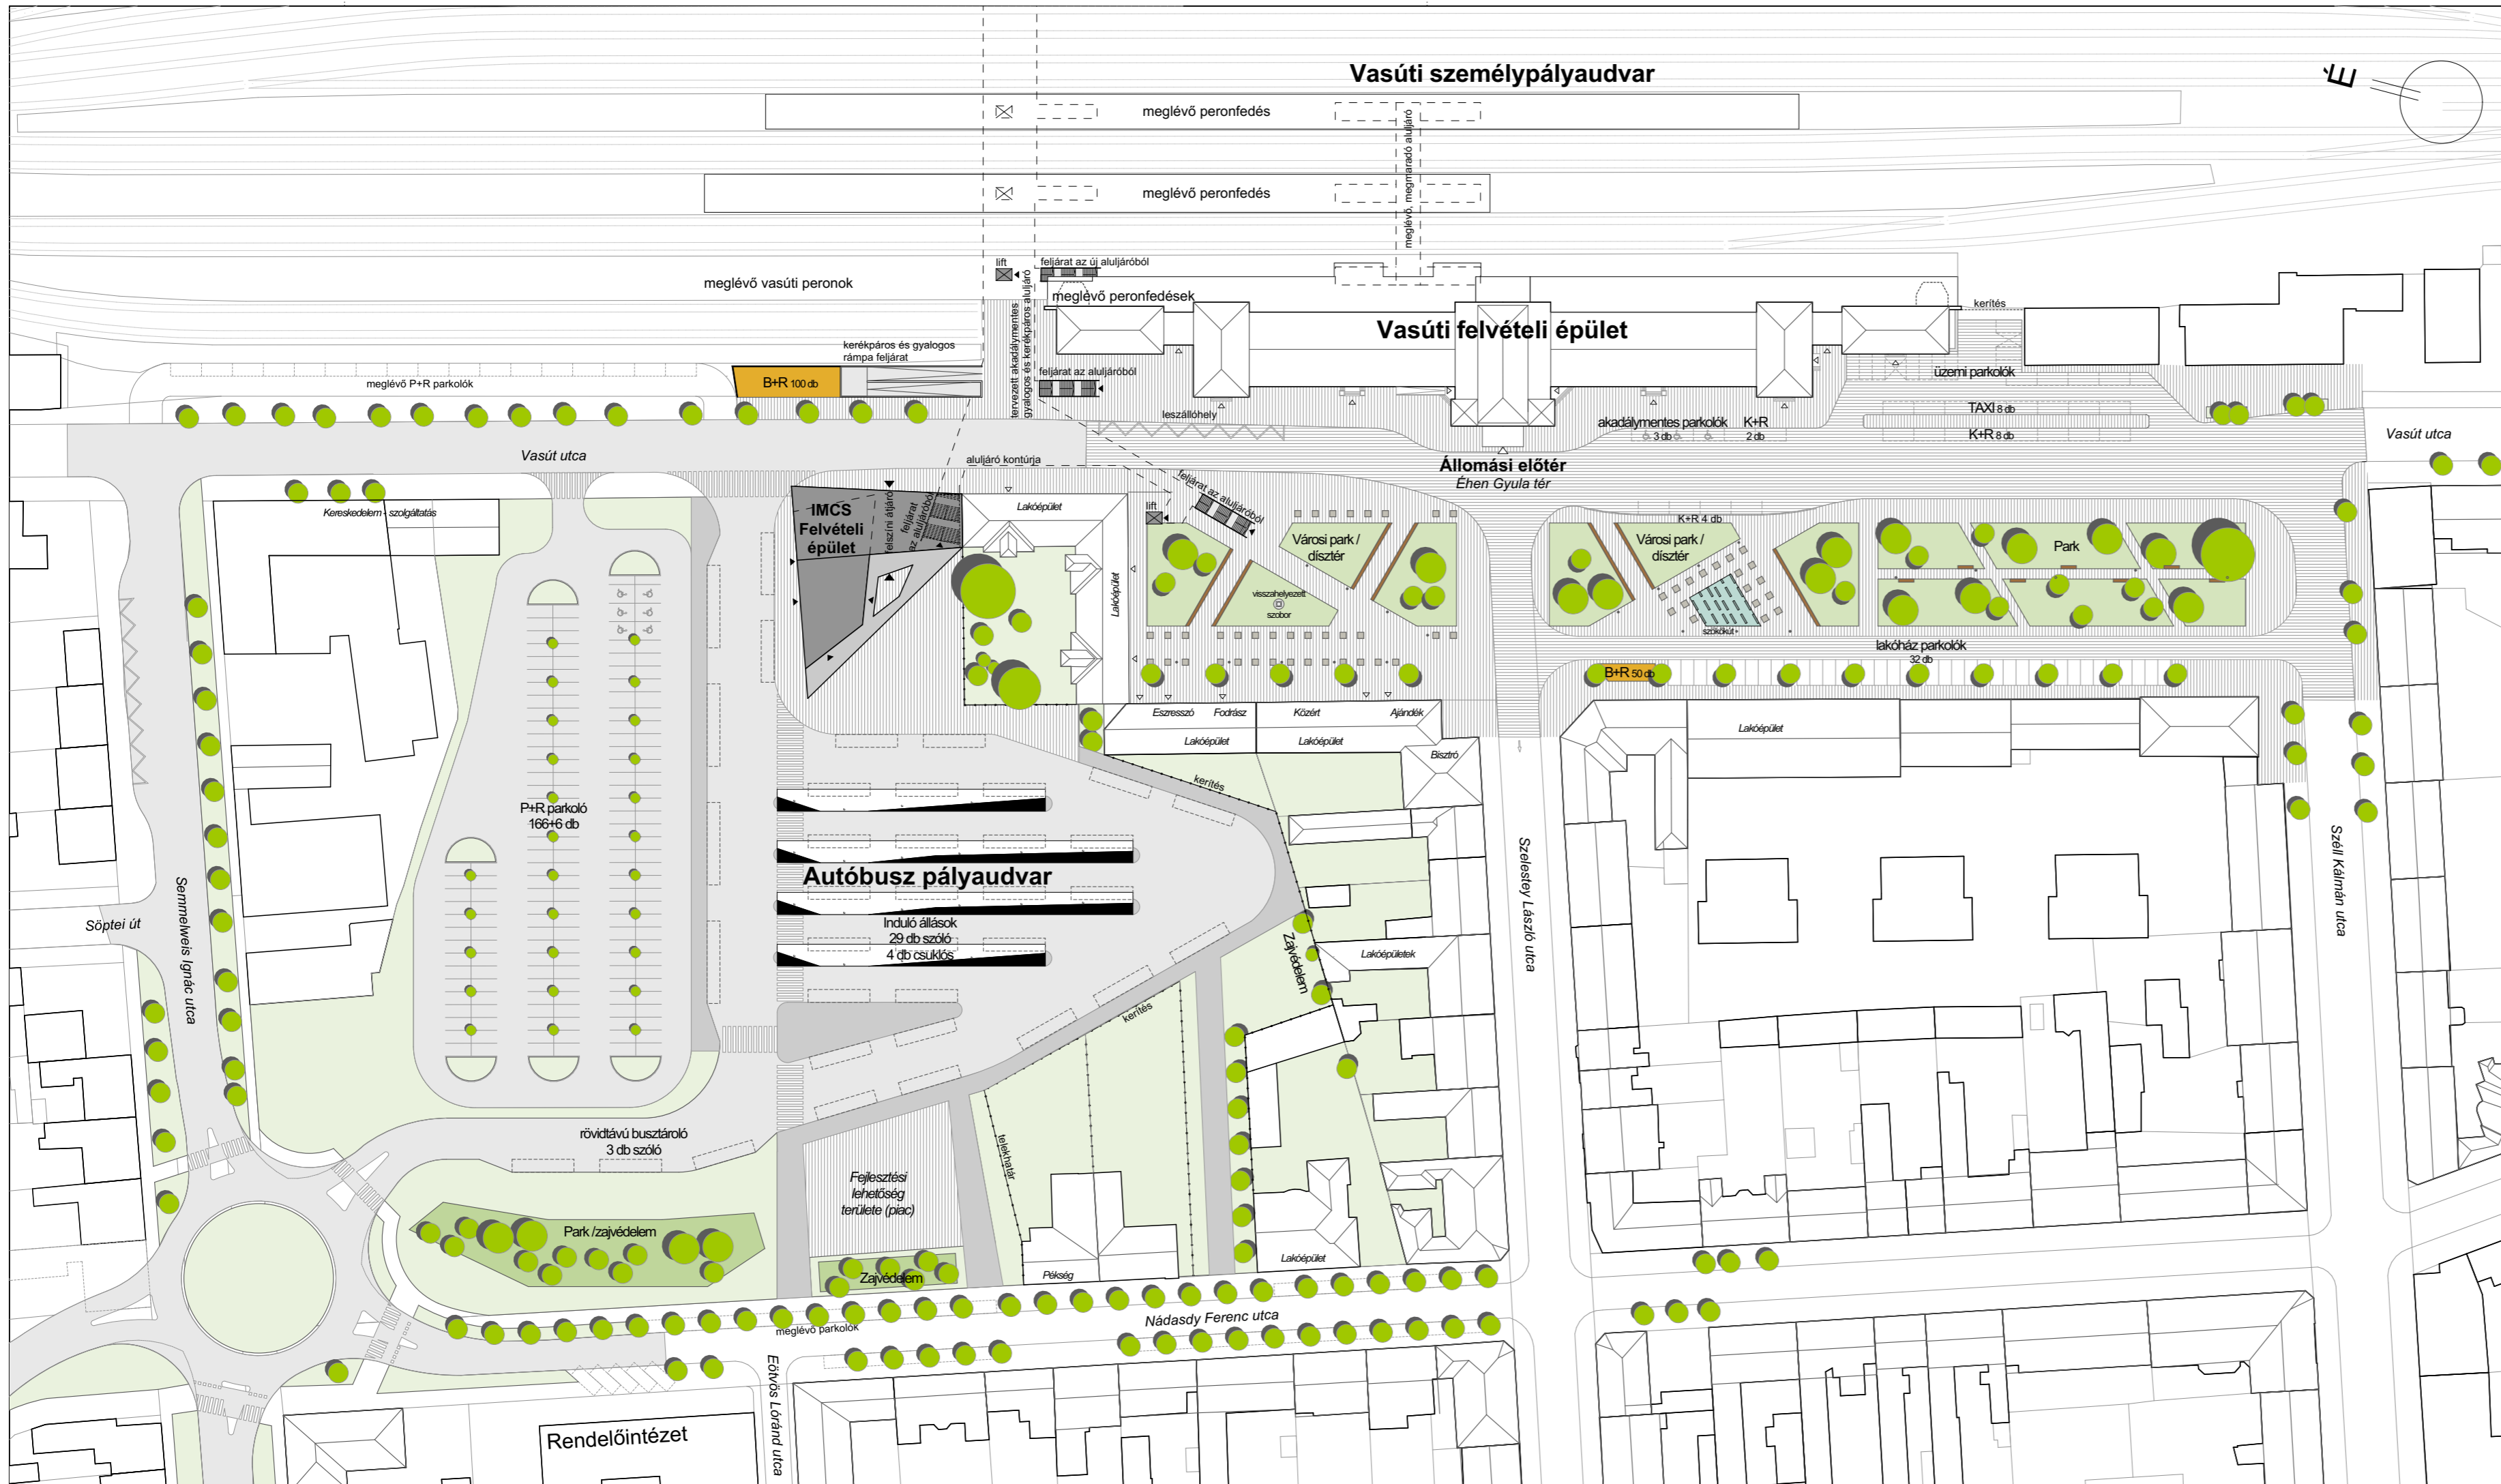 Vasúti személypályaudvar
É
meglévő peronfedés
meglévő peronfedés
meglévő, megmaradó aluljáró
lift
feljárat az új aluljáróból
meglévő vasúti peronok
meglévő peronfedések
kerítés
Vasúti felvételi épület
tervezett akadálymentes
gyalogos és kerékpáros aluljáró
kerékpáros és gyalogos
rámpa feljárat
meglévő P+R parkolók
B+R 100 db
feljárat az aluljáróból
üzemi parkolók
leszállóhely
akadálymentes parkolók
3 db
K+R
2 db
TAXI 8 db
K+R 8 db
Vasút utca
Vasút utca
aluljáró kontúrja
Állomási előtér
Éhen Gyula tér
Kereskedelem - szolgáltatás
IMCS
Felvételi
épület
felszíni átjáró
feljárat
az aluljáróból
Lakóépület
lift
feljárat az aluljáróból
Városi park /
dísztér
K+R 4 db
Városi park /
dísztér
Park
Lakóépület
visszahelyezett
szobor
szökőkút
lakóház parkolók
32 db
B+R 50 db
Eszresszó
Fodrász
Közért
Ajándék
Lakóépület
Lakóépület
Bisztró
Lakóépület
kerítés
P+R parkoló
166+6 db
Autóbusz pályaudvar
Induló állások
29 db szóló
4 db csuklós
Söptei út
Semmelweis Ignác utca
Zajvédelem
Lakóépületek
Szelestey László utca
Széll Kálmán utca
kerítés
rövidtávú busztároló
3 db szóló
telekhatár
Fejlesztési
lehetőség
területe (piac)
Park /zajvédelem
Zajvédelem
Pékség
Lakóépület
meglévő parkolók
Nádasdy Ferenc utca
Eötvös Lóránd utca
Rendelőintézet